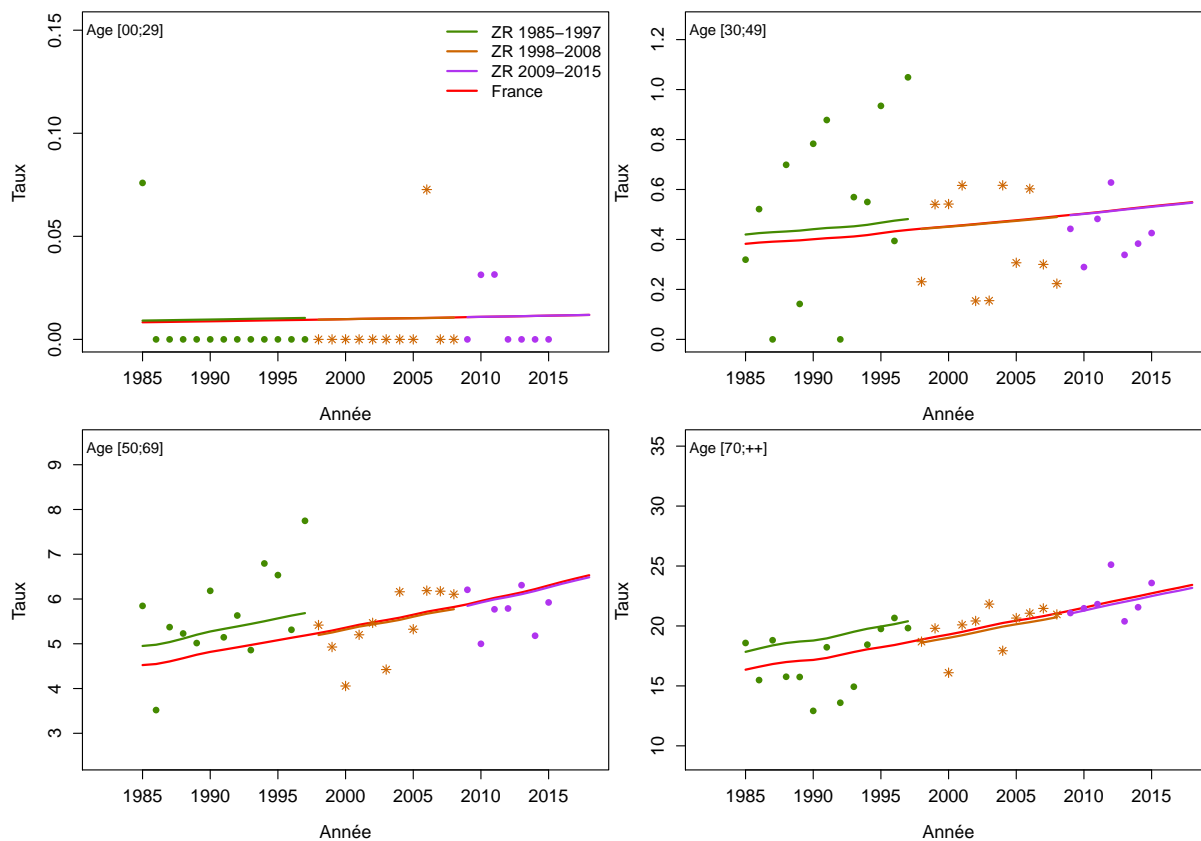 Age [00;29]
ZR 1985−1997
ZR 1998−2008
ZR 2009−2015
France
Taux
0.15
0.10
0.05
0.00
1985 1990 1995 2000 2005 2010 2015
Année
Age [30;49]
Taux
1.2
1.0
0.8
0.6
0.4
0.2
0.0
1985 1990 1995 2000 2005 2010 2015
Année
Age [50;69]
Taux
9
8
7
6
5
4
3
1985 1990 1995 2000 2005 2010 2015
Année
Age [70;++]
Taux
35
30
25
20
15
10
1985 1990 1995 2000 2005 2010 2015
Année